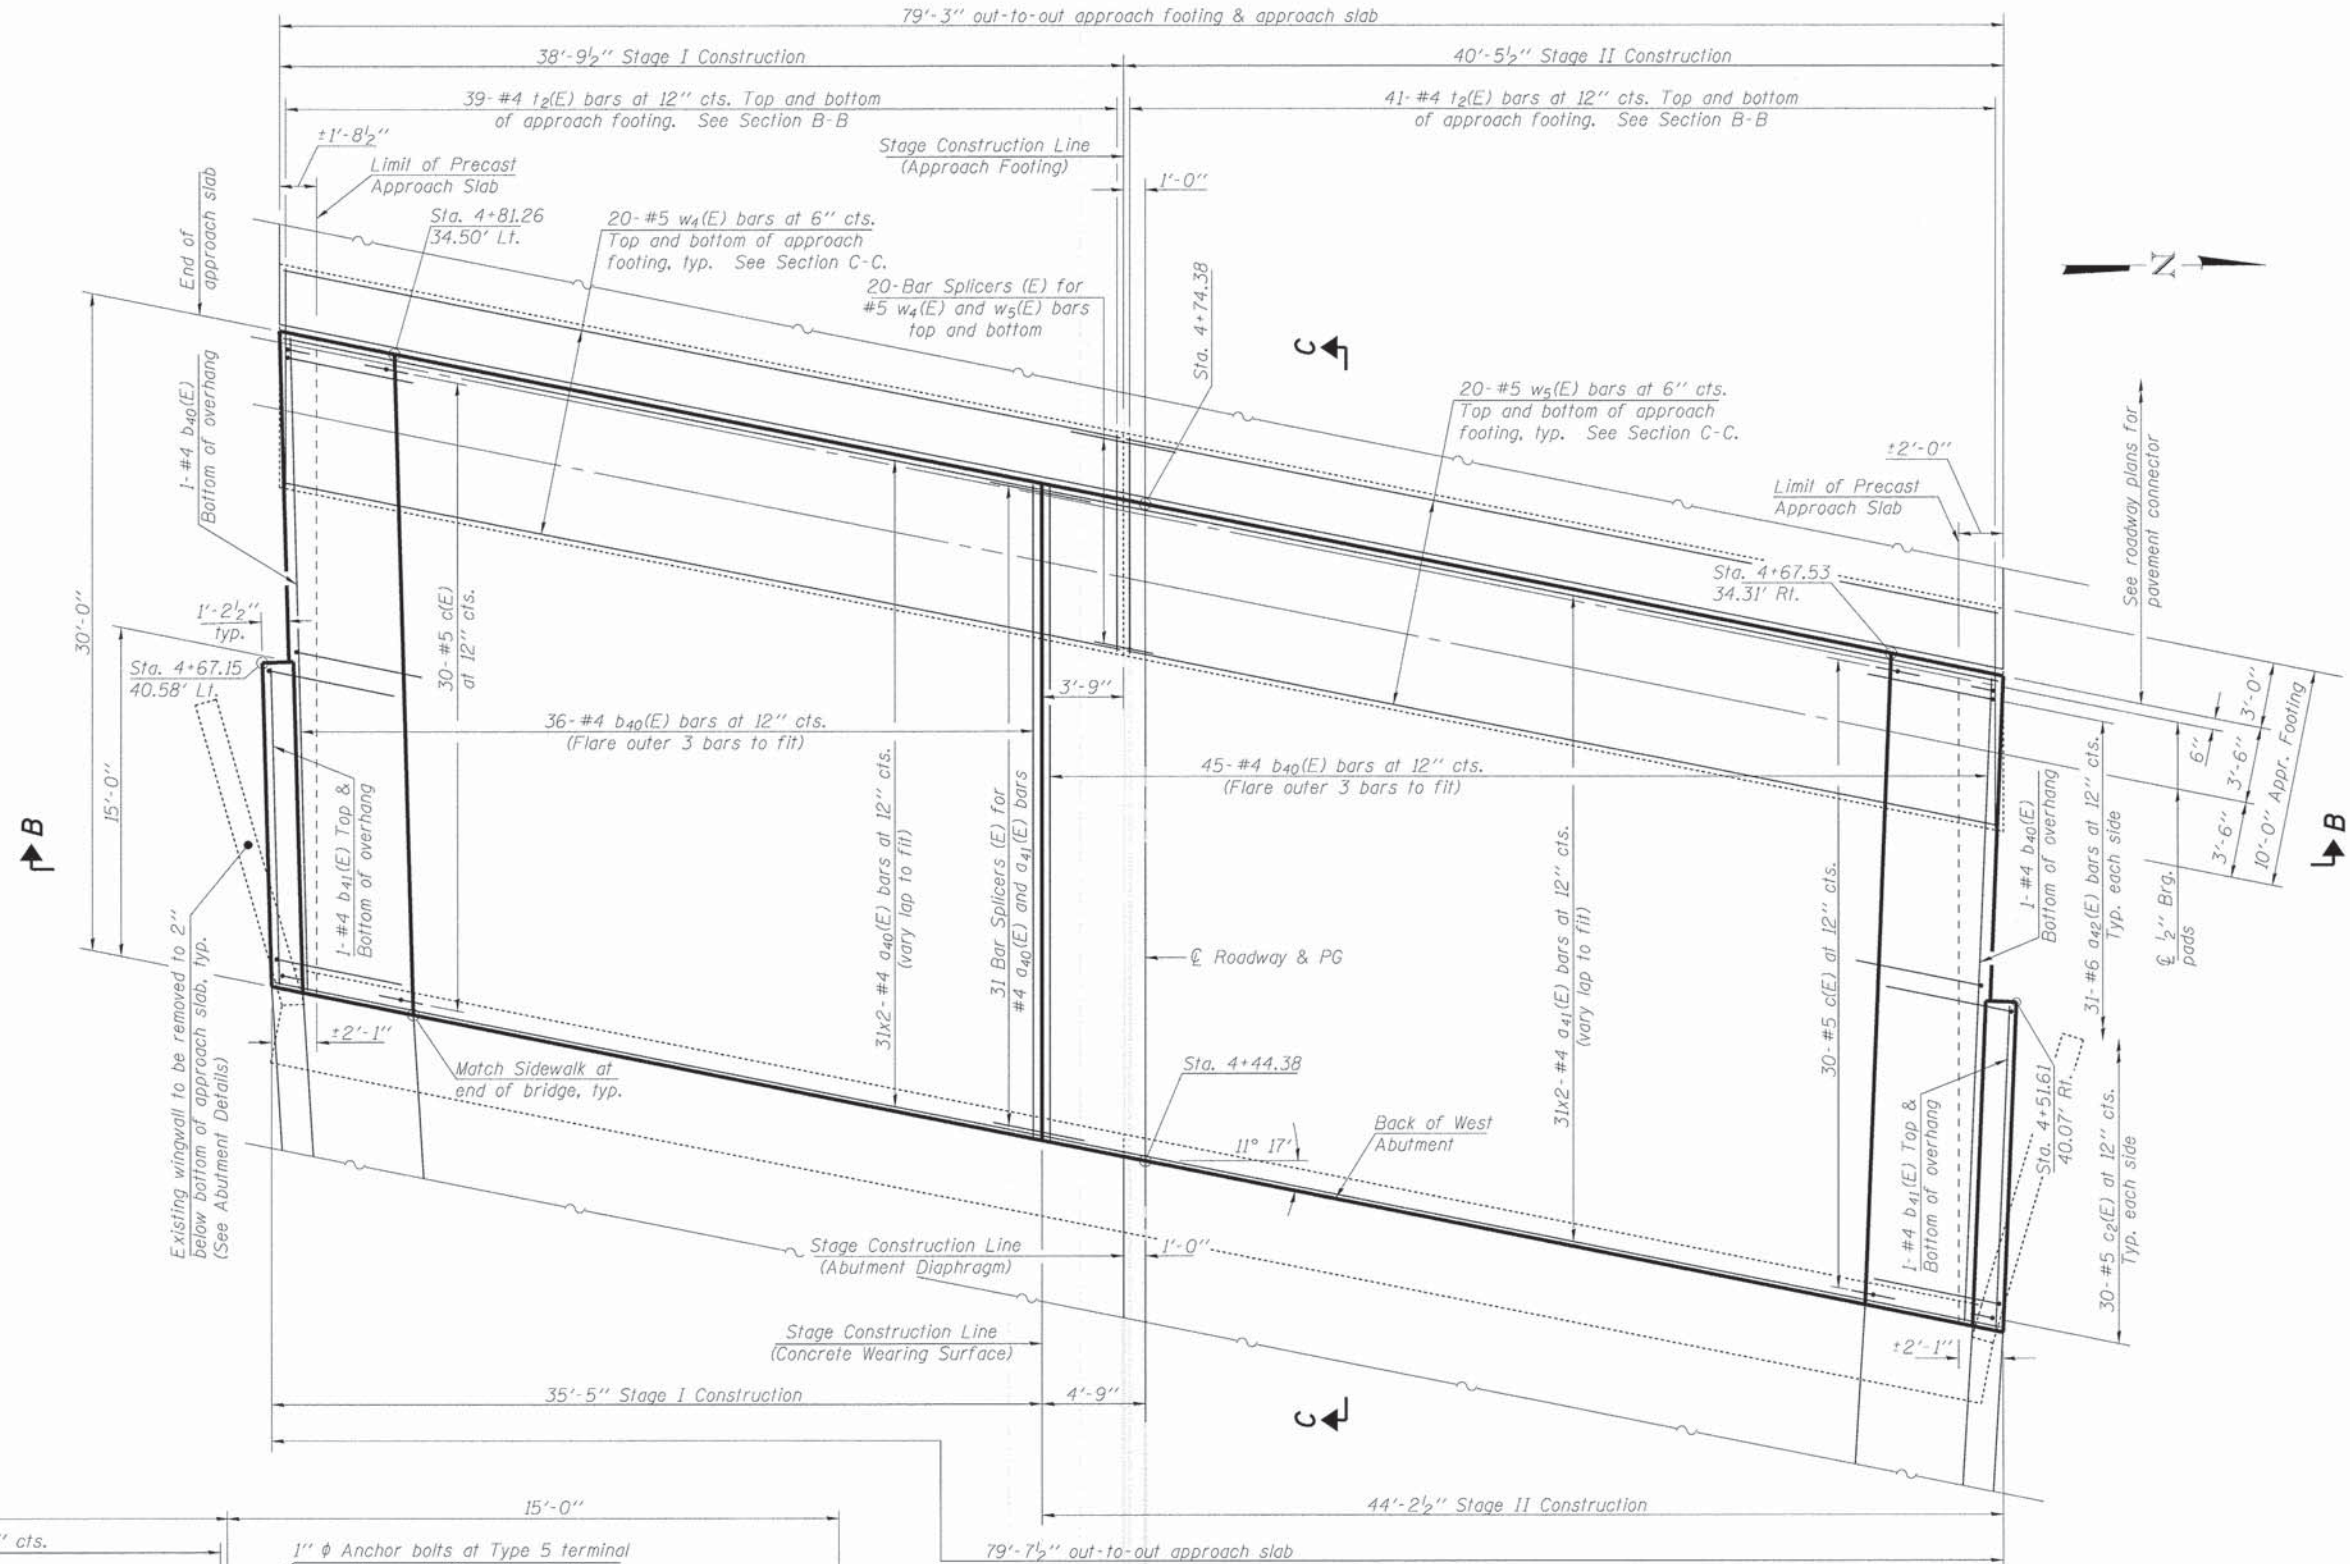 79'-3" out-to-out approach footing & approach slab
38'-9½" Stage I Construction
40'-5½" Stage II Construction
39-#4 t2(E) bars at 12" cts. Top and bottom
of approach footing. See Section B-B
41-#4 t2(E) bars at 12" cts. Top and bottom
of approach footing. See Section B-B
±1'-8½"
Limit of Precast
Approach Slab
Stage Construction Line
(Approach Footing)
1'-0"
End of
approach slab
Sta. 4+81.26
34.50' Lt.
20-#5 w4(E) bars at 6" cts.
Top and bottom of approach
footing, typ. See Section C-C.
20-Bar Splicers (E) for
#5 w4(E) and w5(E) bars
top and bottom
Sta. 4+74.38
N
C
20-#5 w5(E) bars at 6" cts.
Top and bottom of approach
footing, typ. See Section C-C.
±2'-0"
Limit of Precast
Approach Slab
See roadway plans for
pavement connector
1-#4 b40(E)
Bottom of overhang
30'-0"
1'-2½"
typ.
30-#5 c(E)
at 12" cts.
Sta. 4+67.53
34.31' Rt.
Sta. 4+67.15
40.58' Lt.
3'-9"
36-#4 b40(E) bars at 12" cts.
(Flare outer 3 bars to fit)
45-#4 b40(E) bars at 12" cts.
(Flare outer 3 bars to fit)
6"
3'-0"
3'-6"
3'-6"
10'-0" Appr. Footing
B
B
15'-0"
1-#4 b41(E) Top &
Bottom of overhang
31x2-#4 a40(E) bars at 12" cts.
(vary lap to fit)
31 Bar Splicers (E) for
#4 a40(E) and a41(E) bars
℄ Roadway & PG
31x2-#4 a41(E) bars at 12" cts.
(vary lap to fit)
30-#5 c(E) at 12" cts.
1-#4 b40(E)
Bottom of overhang
31-#6 a42(E) bars at 12" cts.
Typ. each side
℄ ½" Brg.
pads
Existing wingwall to be removed to 2"
below bottom of approach slab, typ.
(See Abutment Details)
±2'-1"
Match Sidewalk at
end of bridge, typ.
Sta. 4+44.38
11° 17'
Back of West
Abutment
1-#4 b41(E) Top &
Bottom of overhang
Sta. 4+51.61
40.07' Rt.
30-#5 c2(E) at 12" cts.
Typ. each side
Stage Construction Line
(Abutment Diaphragm)
1'-0"
Stage Construction Line
(Concrete Wearing Surface)
±2'-1"
35'-5" Stage I Construction
4'-9"
C
44'-2½" Stage II Construction
15'-0"
" cts.
1" ϕ Anchor bolts at Type 5 terminal
79'-7½" out-to-out approach slab